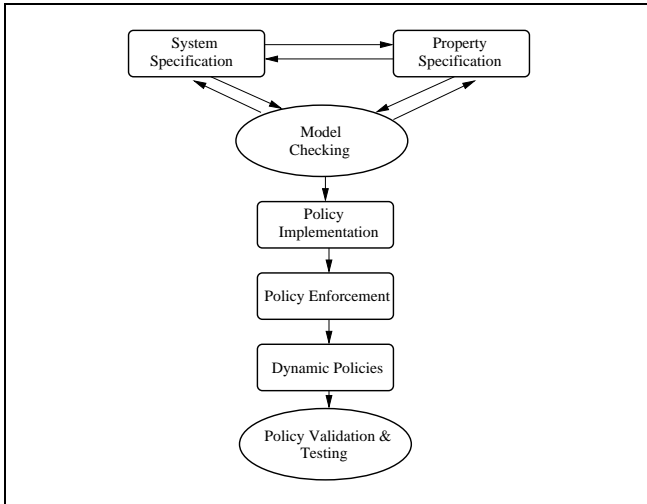 System
Specification
Property
Specification
Model
Checking
Policy
Implementation
Policy Enforcement
Dynamic Policies
Policy Validation &
Testing